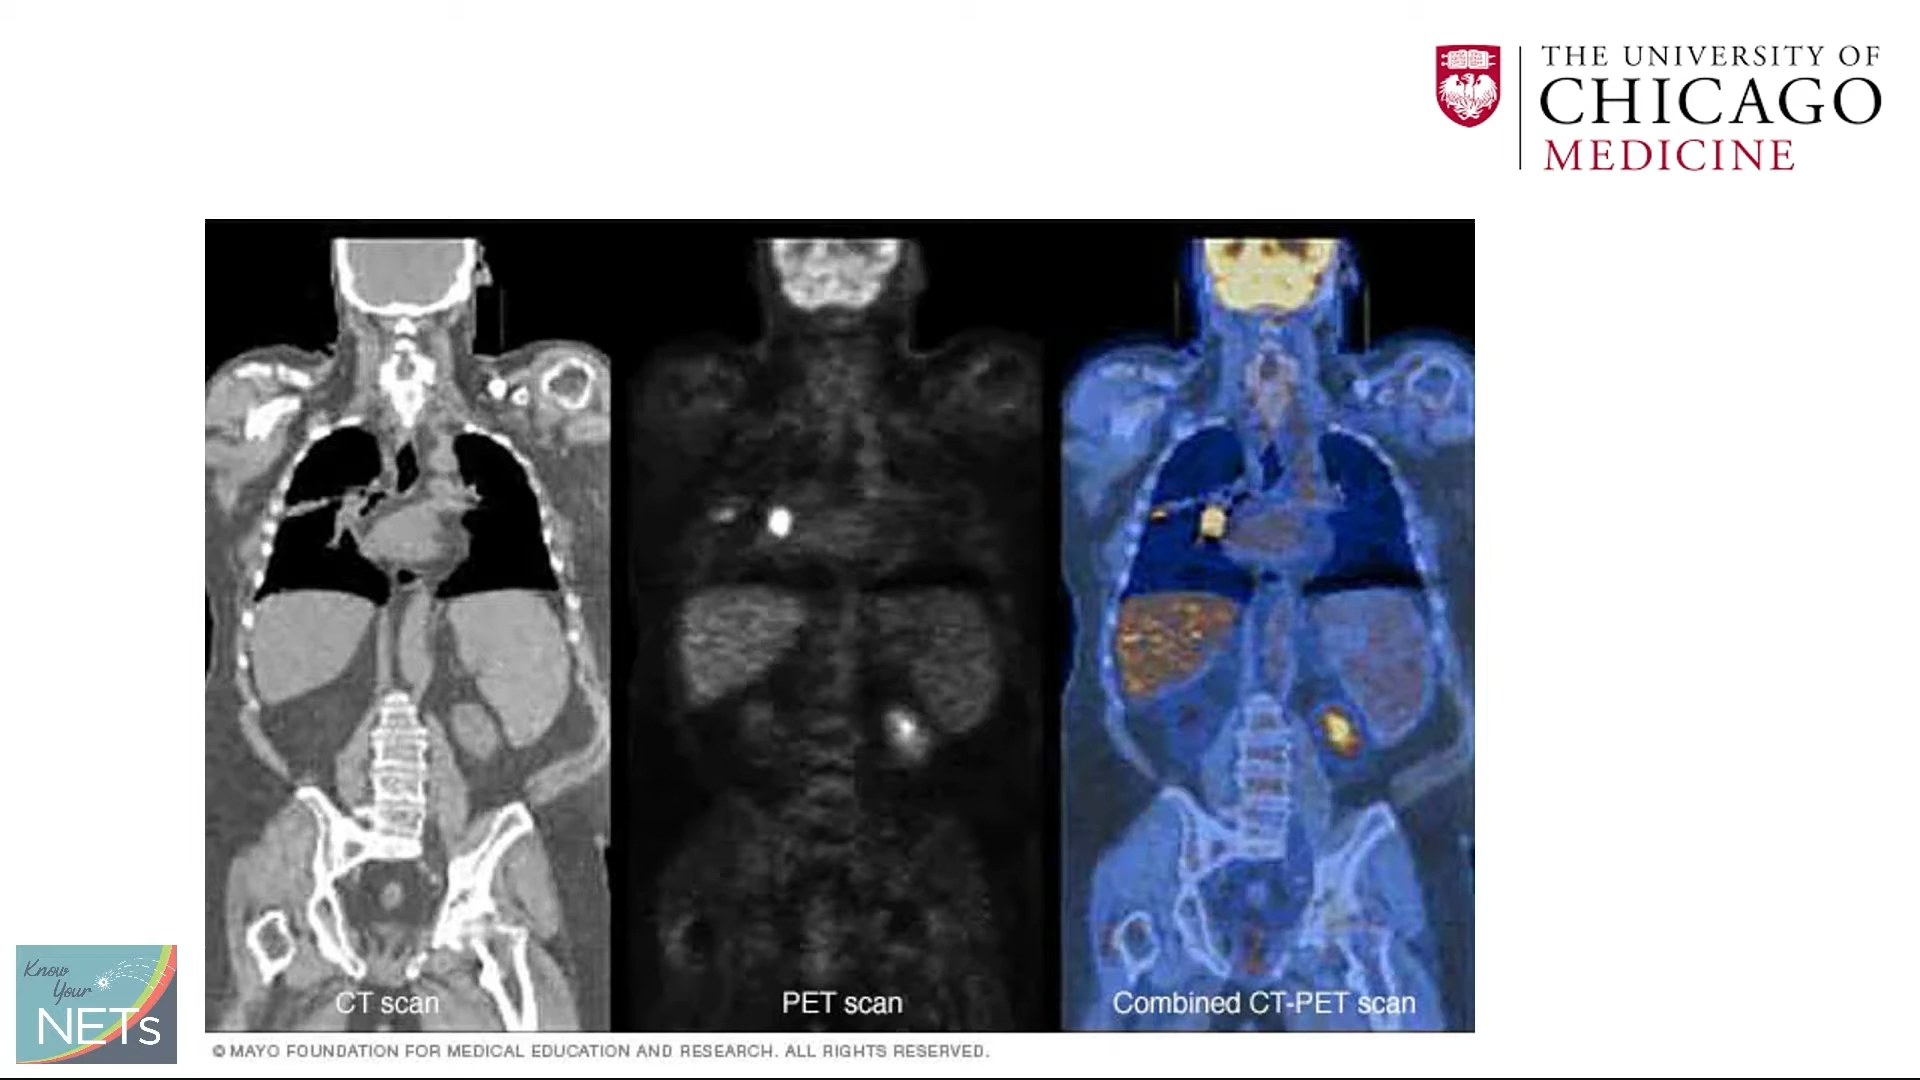 THE UNIVERSITY OF
CHICAGO
MEDICINE
CT scan
PET scan
Combined CT-PET scan
Know
Your
NETs
© MAYO FOUNDATION FOR MEDICAL EDUCATION AND RESEARCH. ALL RIGHTS RESERVED.